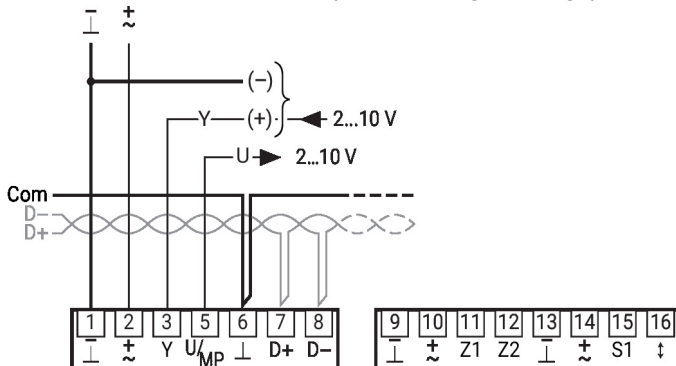 − +
⊥ ~
(−)
Y (+) 2...10 V
U 2...10 V
Com
D−
D+
1 2 3 5 6 7 8 9 10 11 12 13 14 15 16
⊥ ~ Y U/MP ⊥ D+ D− ⊥ ~ Z1 Z2 ⊥ ~ S1 ↕